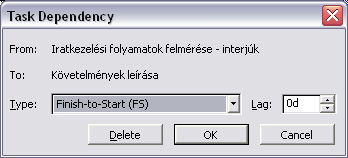 Task Dependency
From: Iratkezelési folyamatok felmérése - interjúk
To: Követelmények leírása
Type: Finish-to-Start (FS) Lag: 0d
Delete OK Cancel